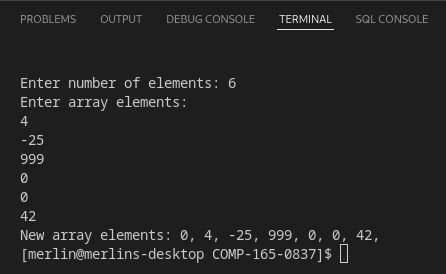 PROBLEMS OUTPUT DEBUG CONSOLE TERMINAL SQL CONSOLE
Enter number of elements: 6
Enter array elements:
4
-25
999
0
0
42
New array elements: 0, 4, -25, 999, 0, 0, 42,
[merlin@merlins-desktop COMP-165-0837]$